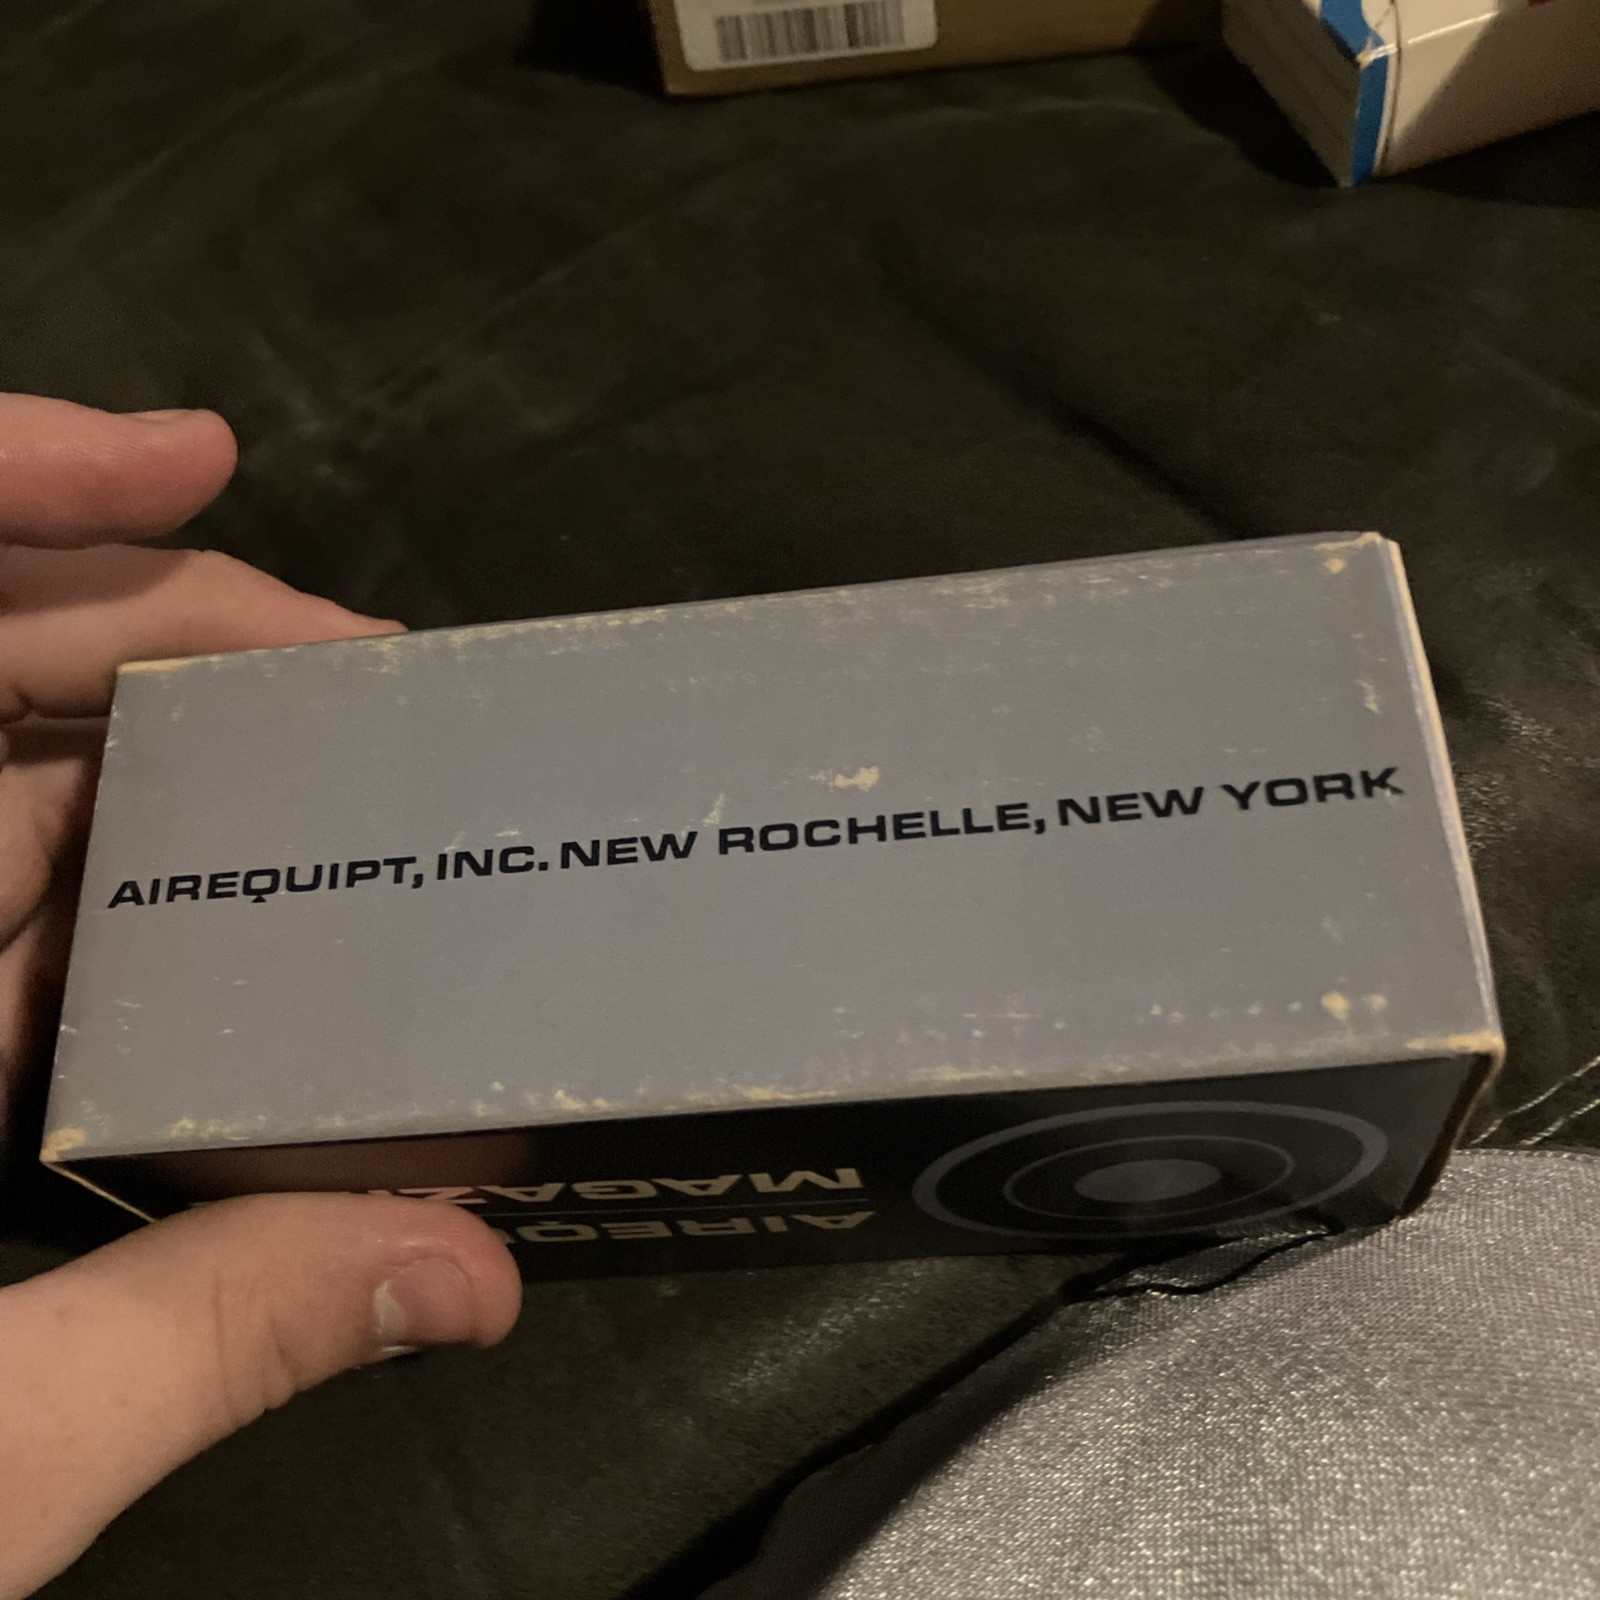 AIREQUIPT, INC. NEW ROCHELLE, NEW YORK